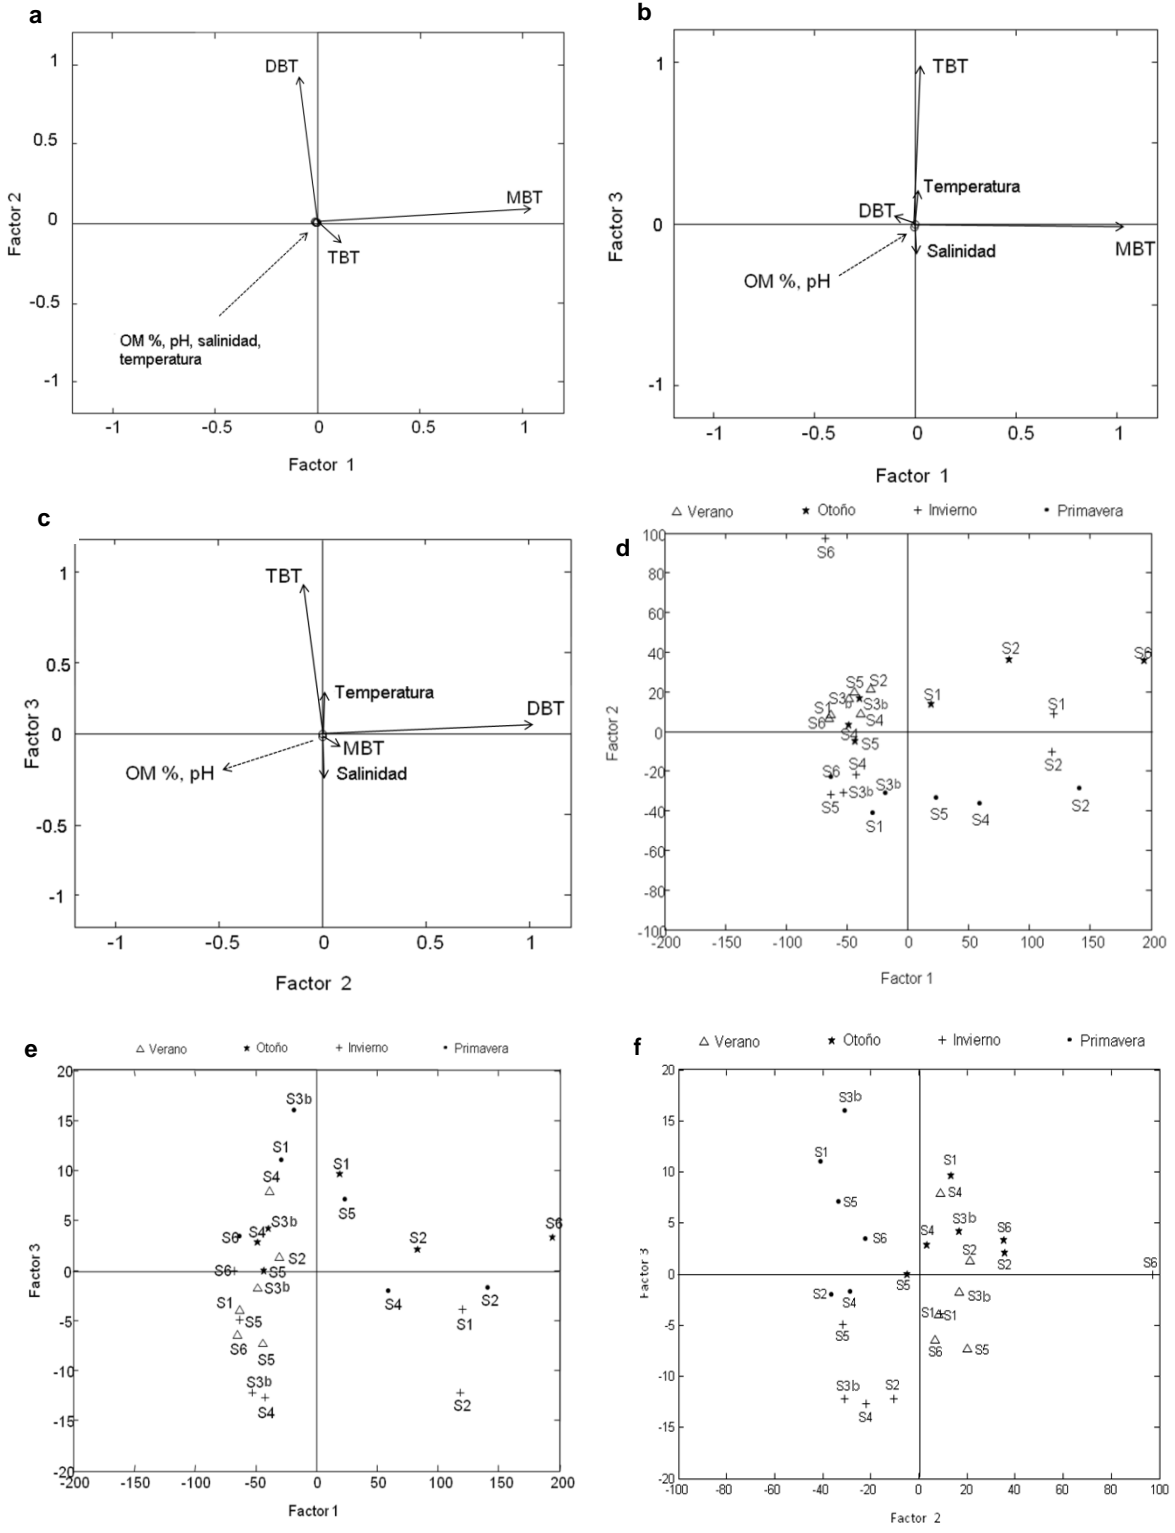 a
1
0.5
0
-0.5
-1
Factor 2
DBT
MBT
TBT
OM %, pH, salinidad,
temperatura
-1
-0.5
0
0.5
1
Factor 1
b
1
0
-1
Factor 3
TBT
Temperatura
DBT
Salinidad
MBT
OM %, pH
-1
-0.5
0
0.5
1
Factor 1
c
1
0.5
0
-0.5
-1
Factor 3
TBT
Temperatura
DBT
MBT
OM %, pH
Salinidad
-1
-0.5
0
0.5
1
Factor 2
Verano
Otoño
Invierno
Primavera
d
100
80
60
40
20
0
-20
-40
-60
-80
-100
Factor 2
S6
S2
S6
S5
S2
S3b
S3b
S1
S1
S1
S6
S4
S4
S5
S2
S4
S6
S3b
S3b
S5
S2
S1
S5
S4
-200
-150
-100
-50
0
50
100
150
200
Factor 1
e
Verano
Otoño
Invierno
Primavera
20
15
10
5
0
-5
-10
-15
-20
Factor 3
S3b
S1
S1
S4
S5
S3b
S6
S4
S2
S6
S2
S6
S5
S3b
S2
S1
S4
S5
S1
S6
S5
S3b
S2
S4
-200
-150
-100
-50
0
50
100
150
200
Factor 1
f
Verano
Otoño
Invierno
Primavera
20
15
10
5
0
-5
-10
-15
-20
Factor 3
S3b
S1
S1
S4
S5
S3b
S4
S6
S6
S2
S2
S6
S5
S2
S4
S3b
S1
S1
S5
S6
S5
S3b
S2
S4
-100
-80
-60
-40
-20
0
20
40
60
80
100
Factor 2